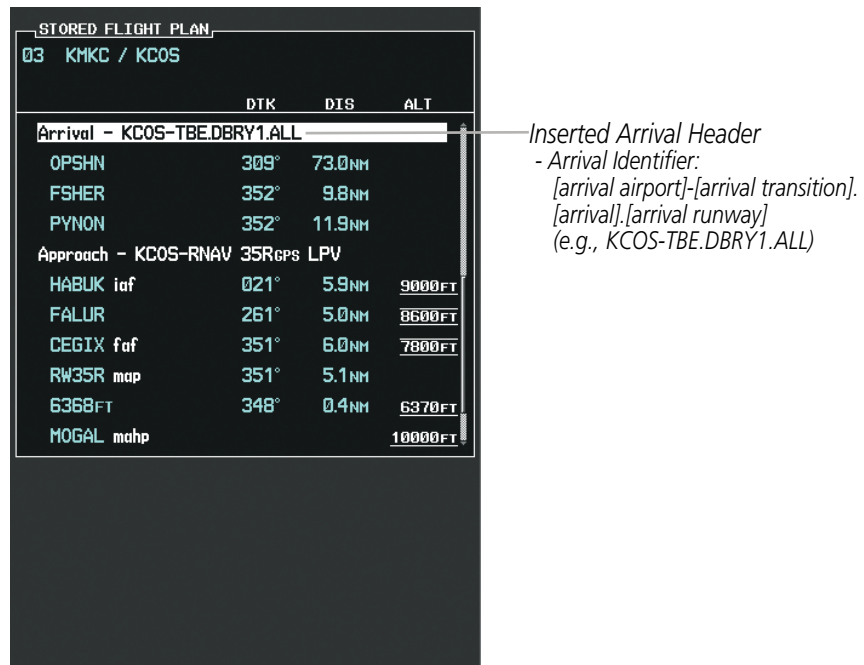 STORED FLIGHT PLAN
03 KMKC / KCOS
DTK DIS ALT
Arrival – KCOS-TBE.DBRY1.ALL
OPSHN 309° 73.0NM
FSHER 352° 9.8NM
PYNON 352° 11.9NM
Approach – KCOS-RNAV 35RGPS LPV
HABUK iaf 021° 5.9NM 9000FT
FALUR 261° 5.0NM 8600FT
CEGIX faf 351° 6.0NM 7800FT
RW35R map 351° 5.1NM
6368FT 348° 0.4NM 6370FT
MOGAL mahp 10000FT
Inserted Arrival Header
- Arrival Identifier:
[arrival airport]-[arrival transition].
[arrival].[arrival runway]
(e.g., KCOS-TBE.DBRY1.ALL)